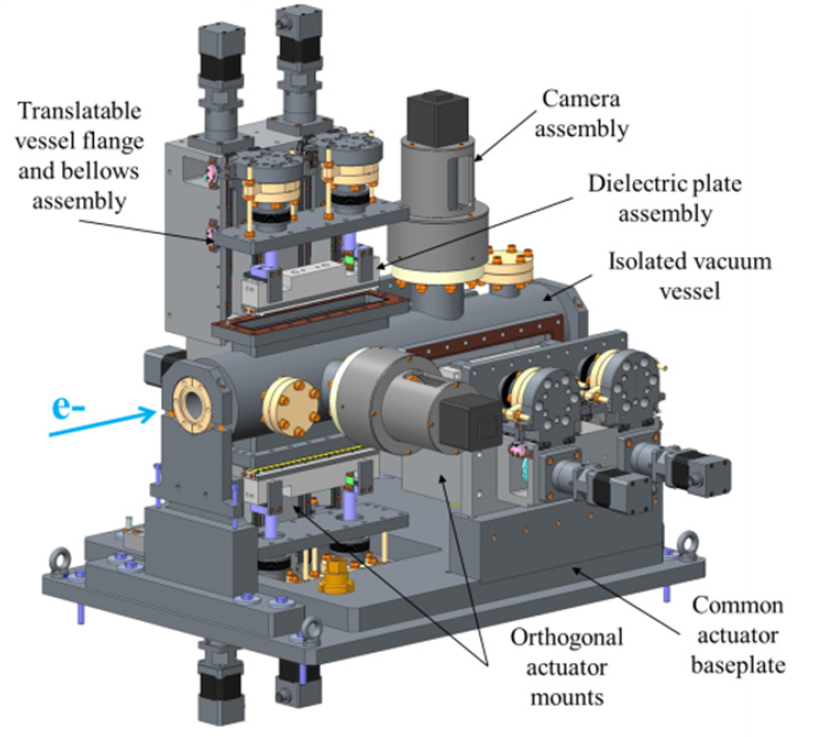 Translatable
vessel flange
and bellows
assembly
Camera
assembly
Dielectric plate
assembly
Isolated vacuum
vessel
e-
Orthogonal
actuator
mounts
Common
actuator
baseplate